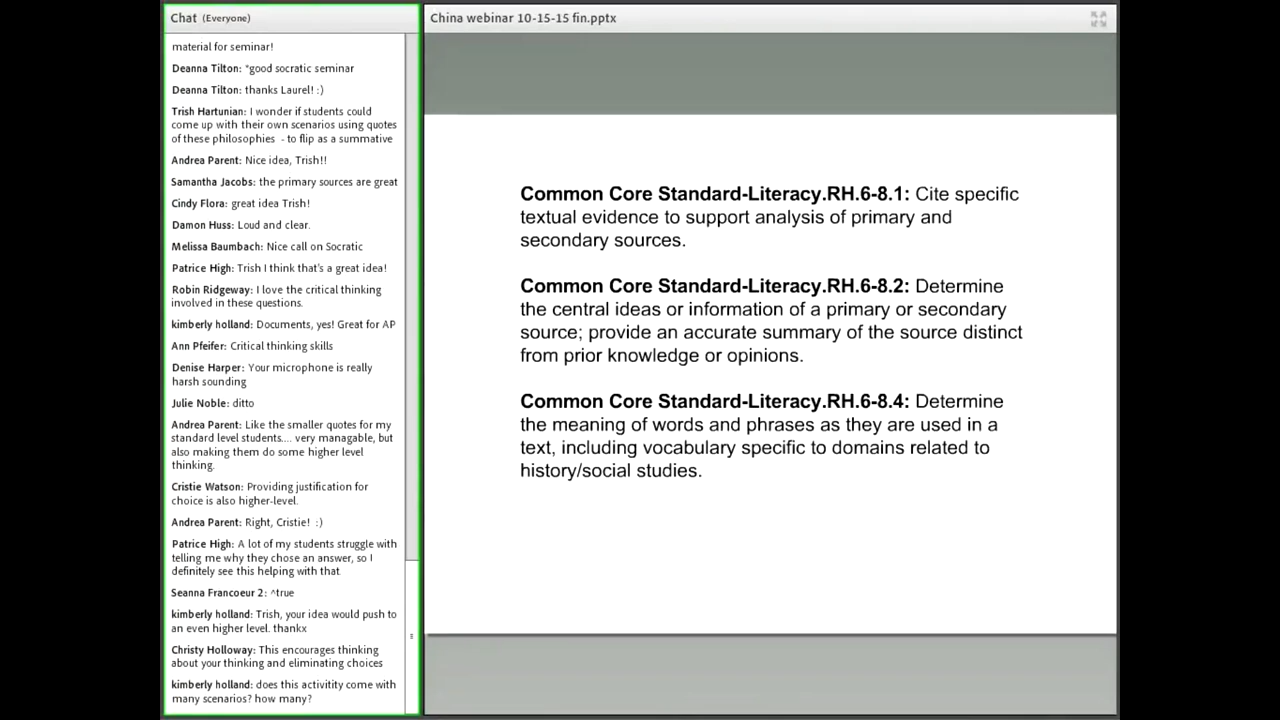 Chat (Everyone)
material for seminar!
Deanna Tilton: *good socratic seminar
Deanna Tilton: thanks Laurel! :)
Trish Hartunian: I wonder if students could
come up with their own scenarios using quotes
of these philosophies - to flip as a summative
Andrea Parent: Nice idea, Trish!!
Samantha Jacobs: the primary sources are great
Cindy Flora: great idea Trish!
Damon Huss: Loud and clear.
Melissa Baumbach: Nice call on Socratic
Patrice High: Trish I think that's a great idea!
Robin Ridgeway: I love the critical thinking
involved in these questions.
kimberly holland: Documents, yes! Great for AP
Ann Pfeifer: Critical thinking skills
Denise Harper: Your microphone is really
harsh sounding
Julie Noble: ditto
Andrea Parent: Like the smaller quotes for my
standard level students.... very managable, but
also making them do some higher level
thinking.
Cristie Watson: Providing justification for
choice is also higher-level.
Andrea Parent: Right, Cristie! :)
Patrice High: A lot of my students struggle with
telling me why they chose an answer, so I
definitely see this helping with that.
Seanna Francoeur 2: ^true
kimberly holland: Trish, your idea would push to
an even higher level. thankx
Christy Holloway: This encourages thinking
about your thinking and eliminating choices
kimberly holland: does this activitity come with
many scenarios? how many?
China webinar 10-15-15 fin.pptx
Common Core Standard-Literacy.RH.6-8.1: Cite specific
textual evidence to support analysis of primary and
secondary sources.
Common Core Standard-Literacy.RH.6-8.2: Determine
the central ideas or information of a primary or secondary
source; provide an accurate summary of the source distinct
from prior knowledge or opinions.
Common Core Standard-Literacy.RH.6-8.4: Determine
the meaning of words and phrases as they are used in a
text, including vocabulary specific to domains related to
history/social studies.